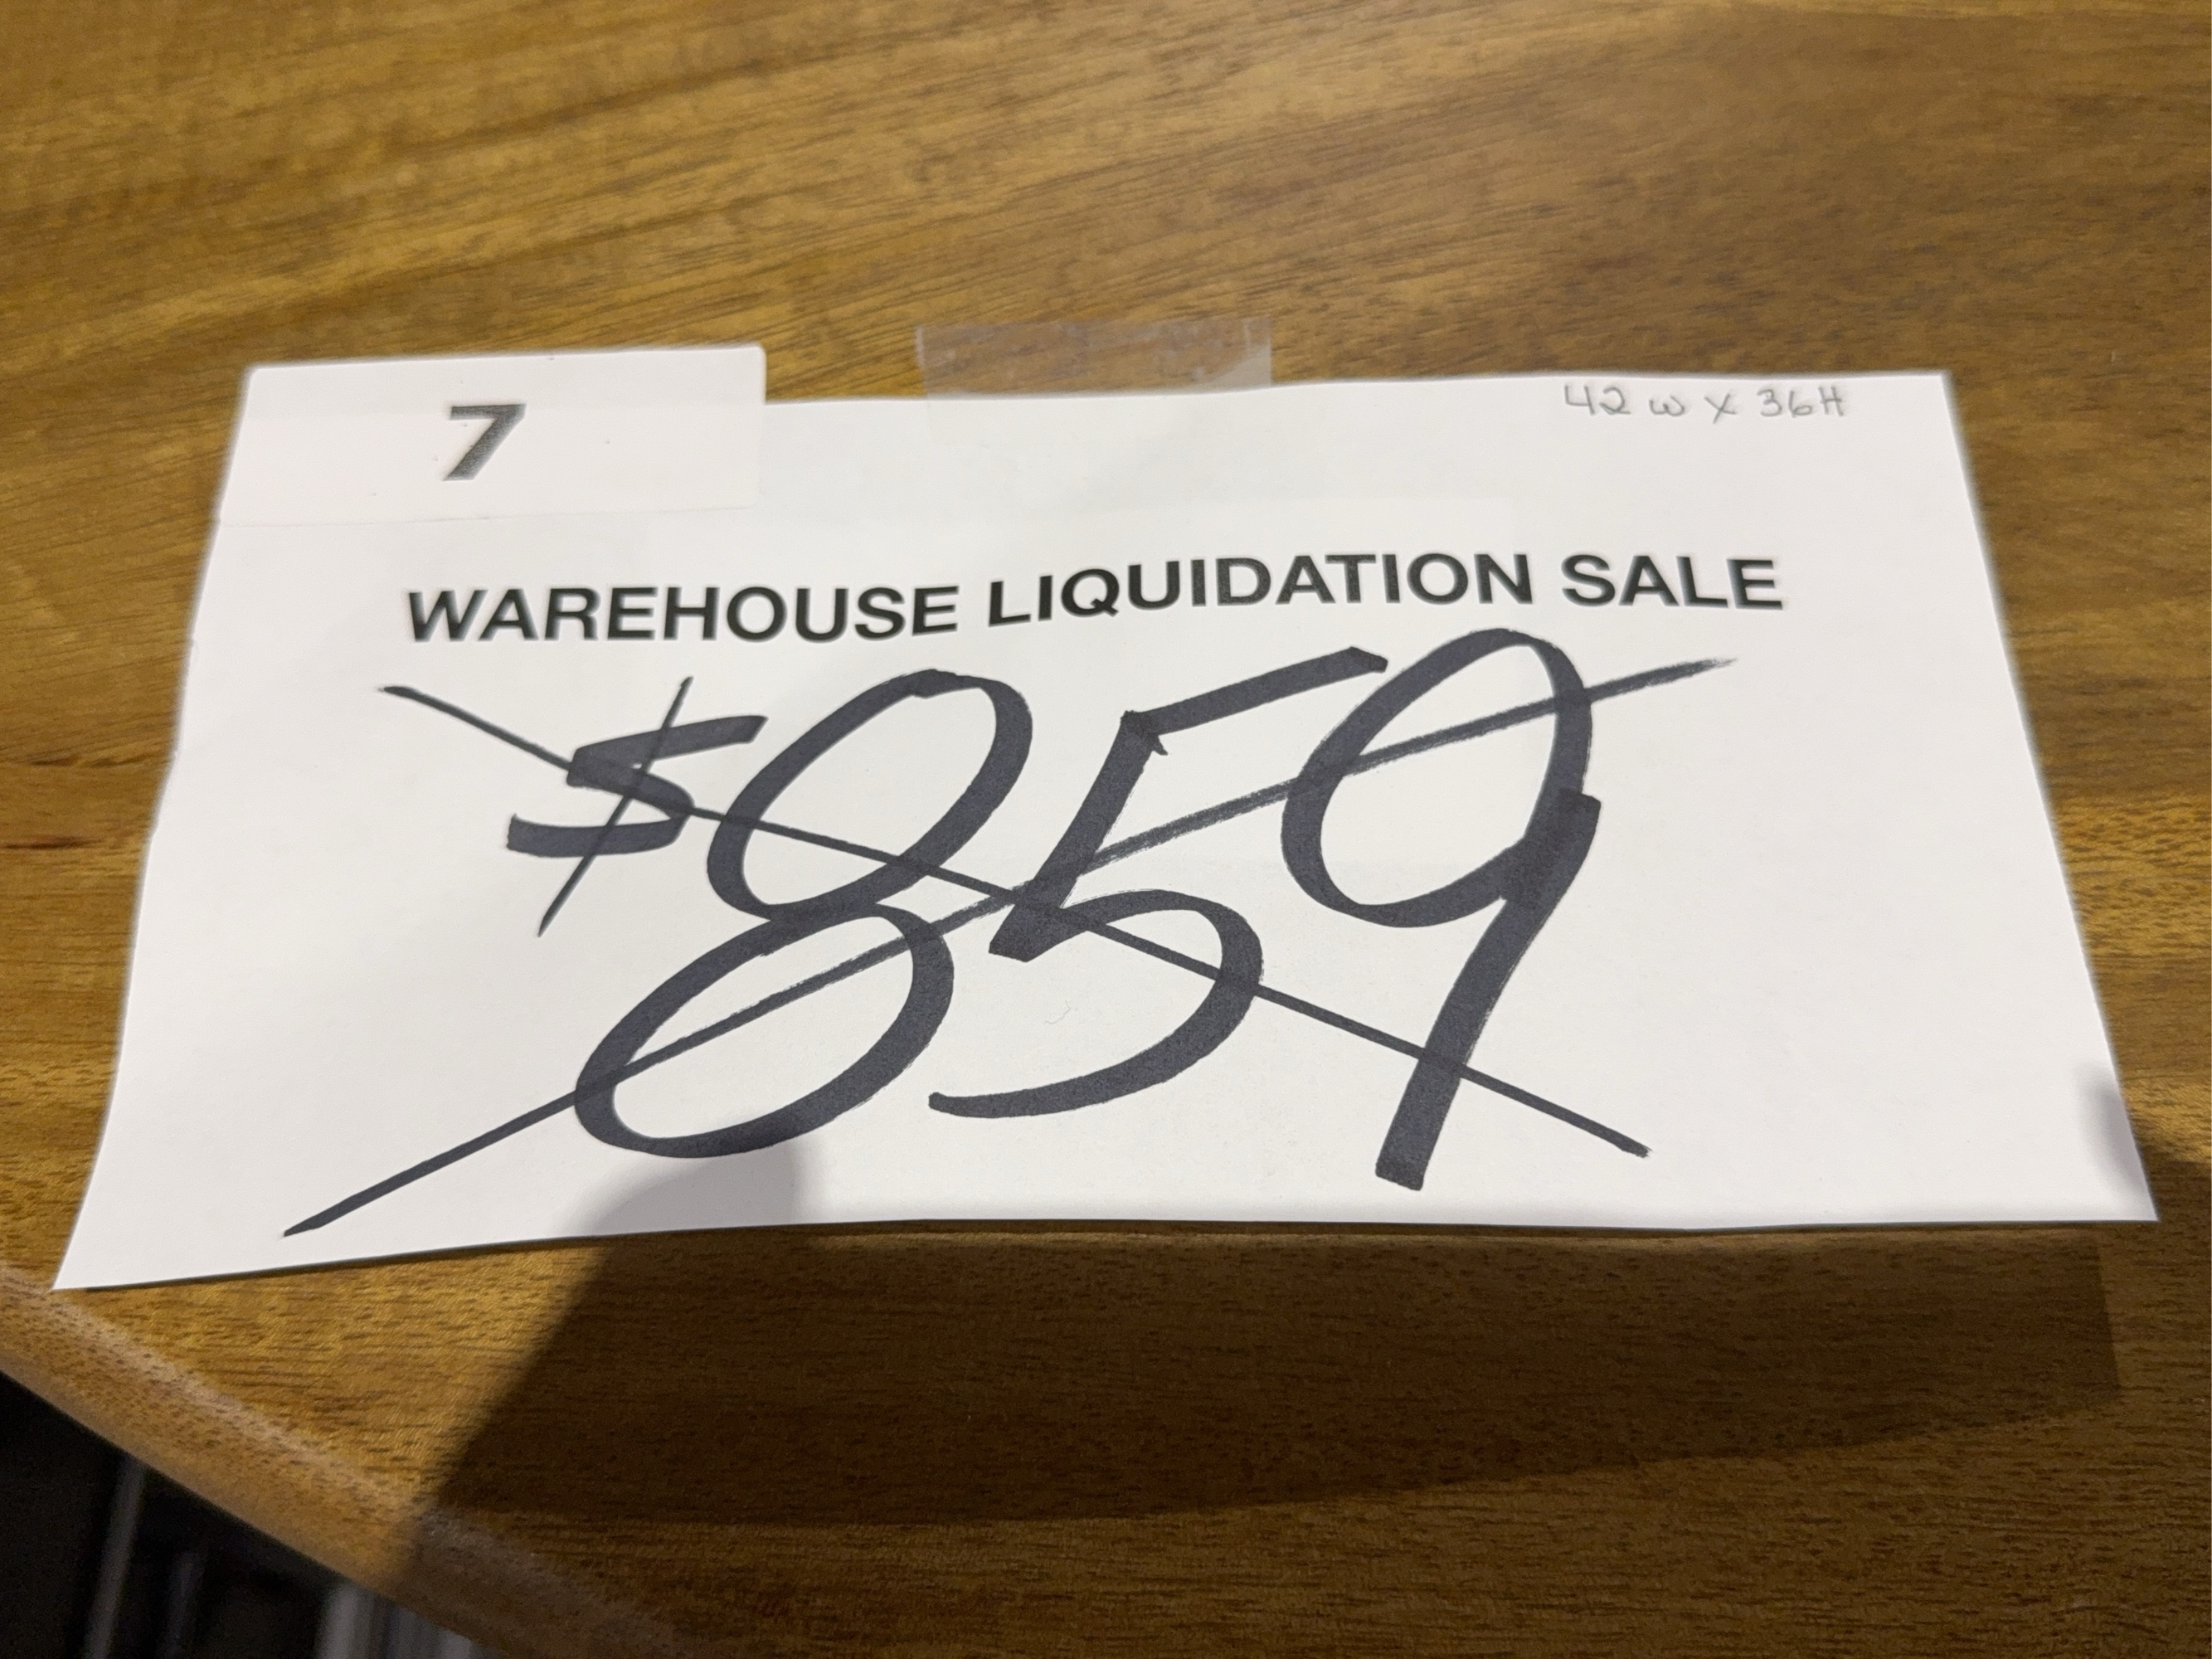 7
42 W X 36H
WAREHOUSE LIQUIDATION SALE
$859